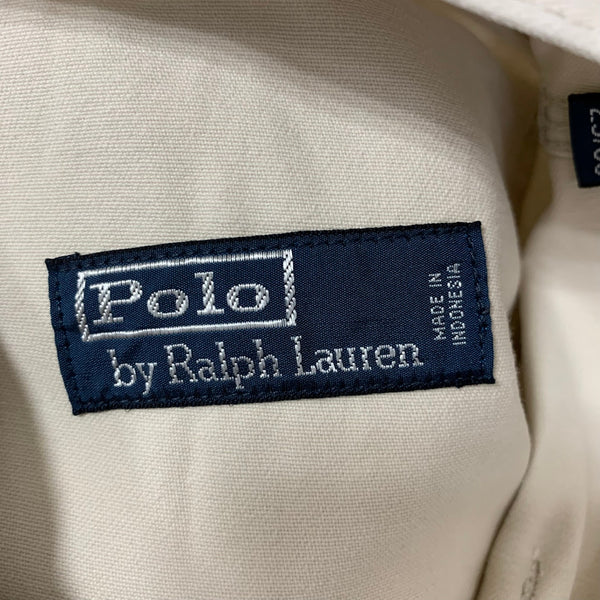 Polo
by Ralph Lauren
MADE IN
INDONESIA